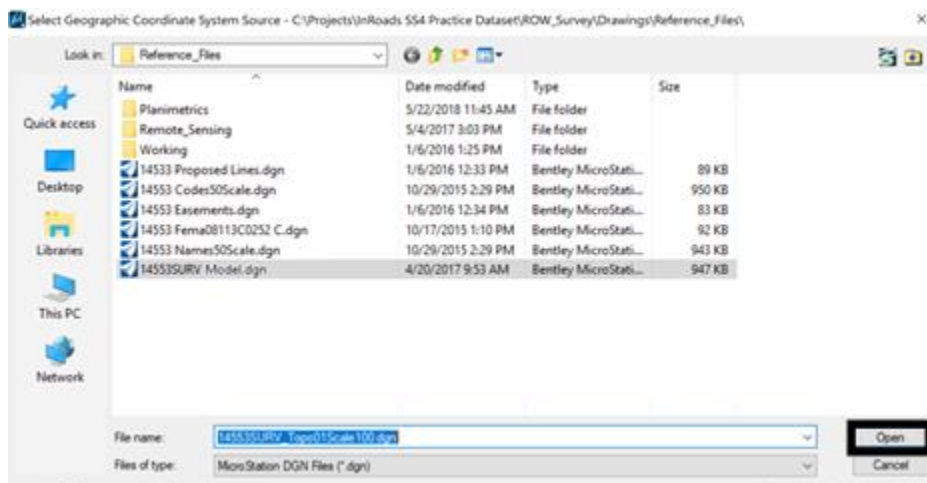 Select Geographic Coordinate System Source - C:\Projects\InRoads SS4 Practice Dataset\ROW_Survey\Drawings\Reference_Files\
Look in: Reference_Files
Name Date modified Type Size
Quick access
Desktop
Libraries
This PC
Network
Planimetrics 5/22/2018 11:45 AM File folder
Remote_Sensing 5/4/2017 3:03 PM File folder
Working 1/6/2016 1:25 PM File folder
14533 Proposed Lines.dgn 1/6/2016 12:33 PM Bentley MicroStati... 89 KB
14553 Codes50Scale.dgn 10/29/2015 2:29 PM Bentley MicroStati... 950 KB
14553 Easements.dgn 1/6/2016 12:34 PM Bentley MicroStati... 83 KB
14553 Fema08113C0252 C.dgn 10/17/2015 1:10 PM Bentley MicroStati... 92 KB
14553 Names50Scale.dgn 10/29/2015 2:29 PM Bentley MicroStati... 943 KB
14553SURV Model.dgn 4/20/2017 9:53 AM Bentley MicroStati... 947 KB
File name: 14553SURV_Topo01Scale100.dgn Open
Files of type: MicroStation DGN Files (*.dgn) Cancel